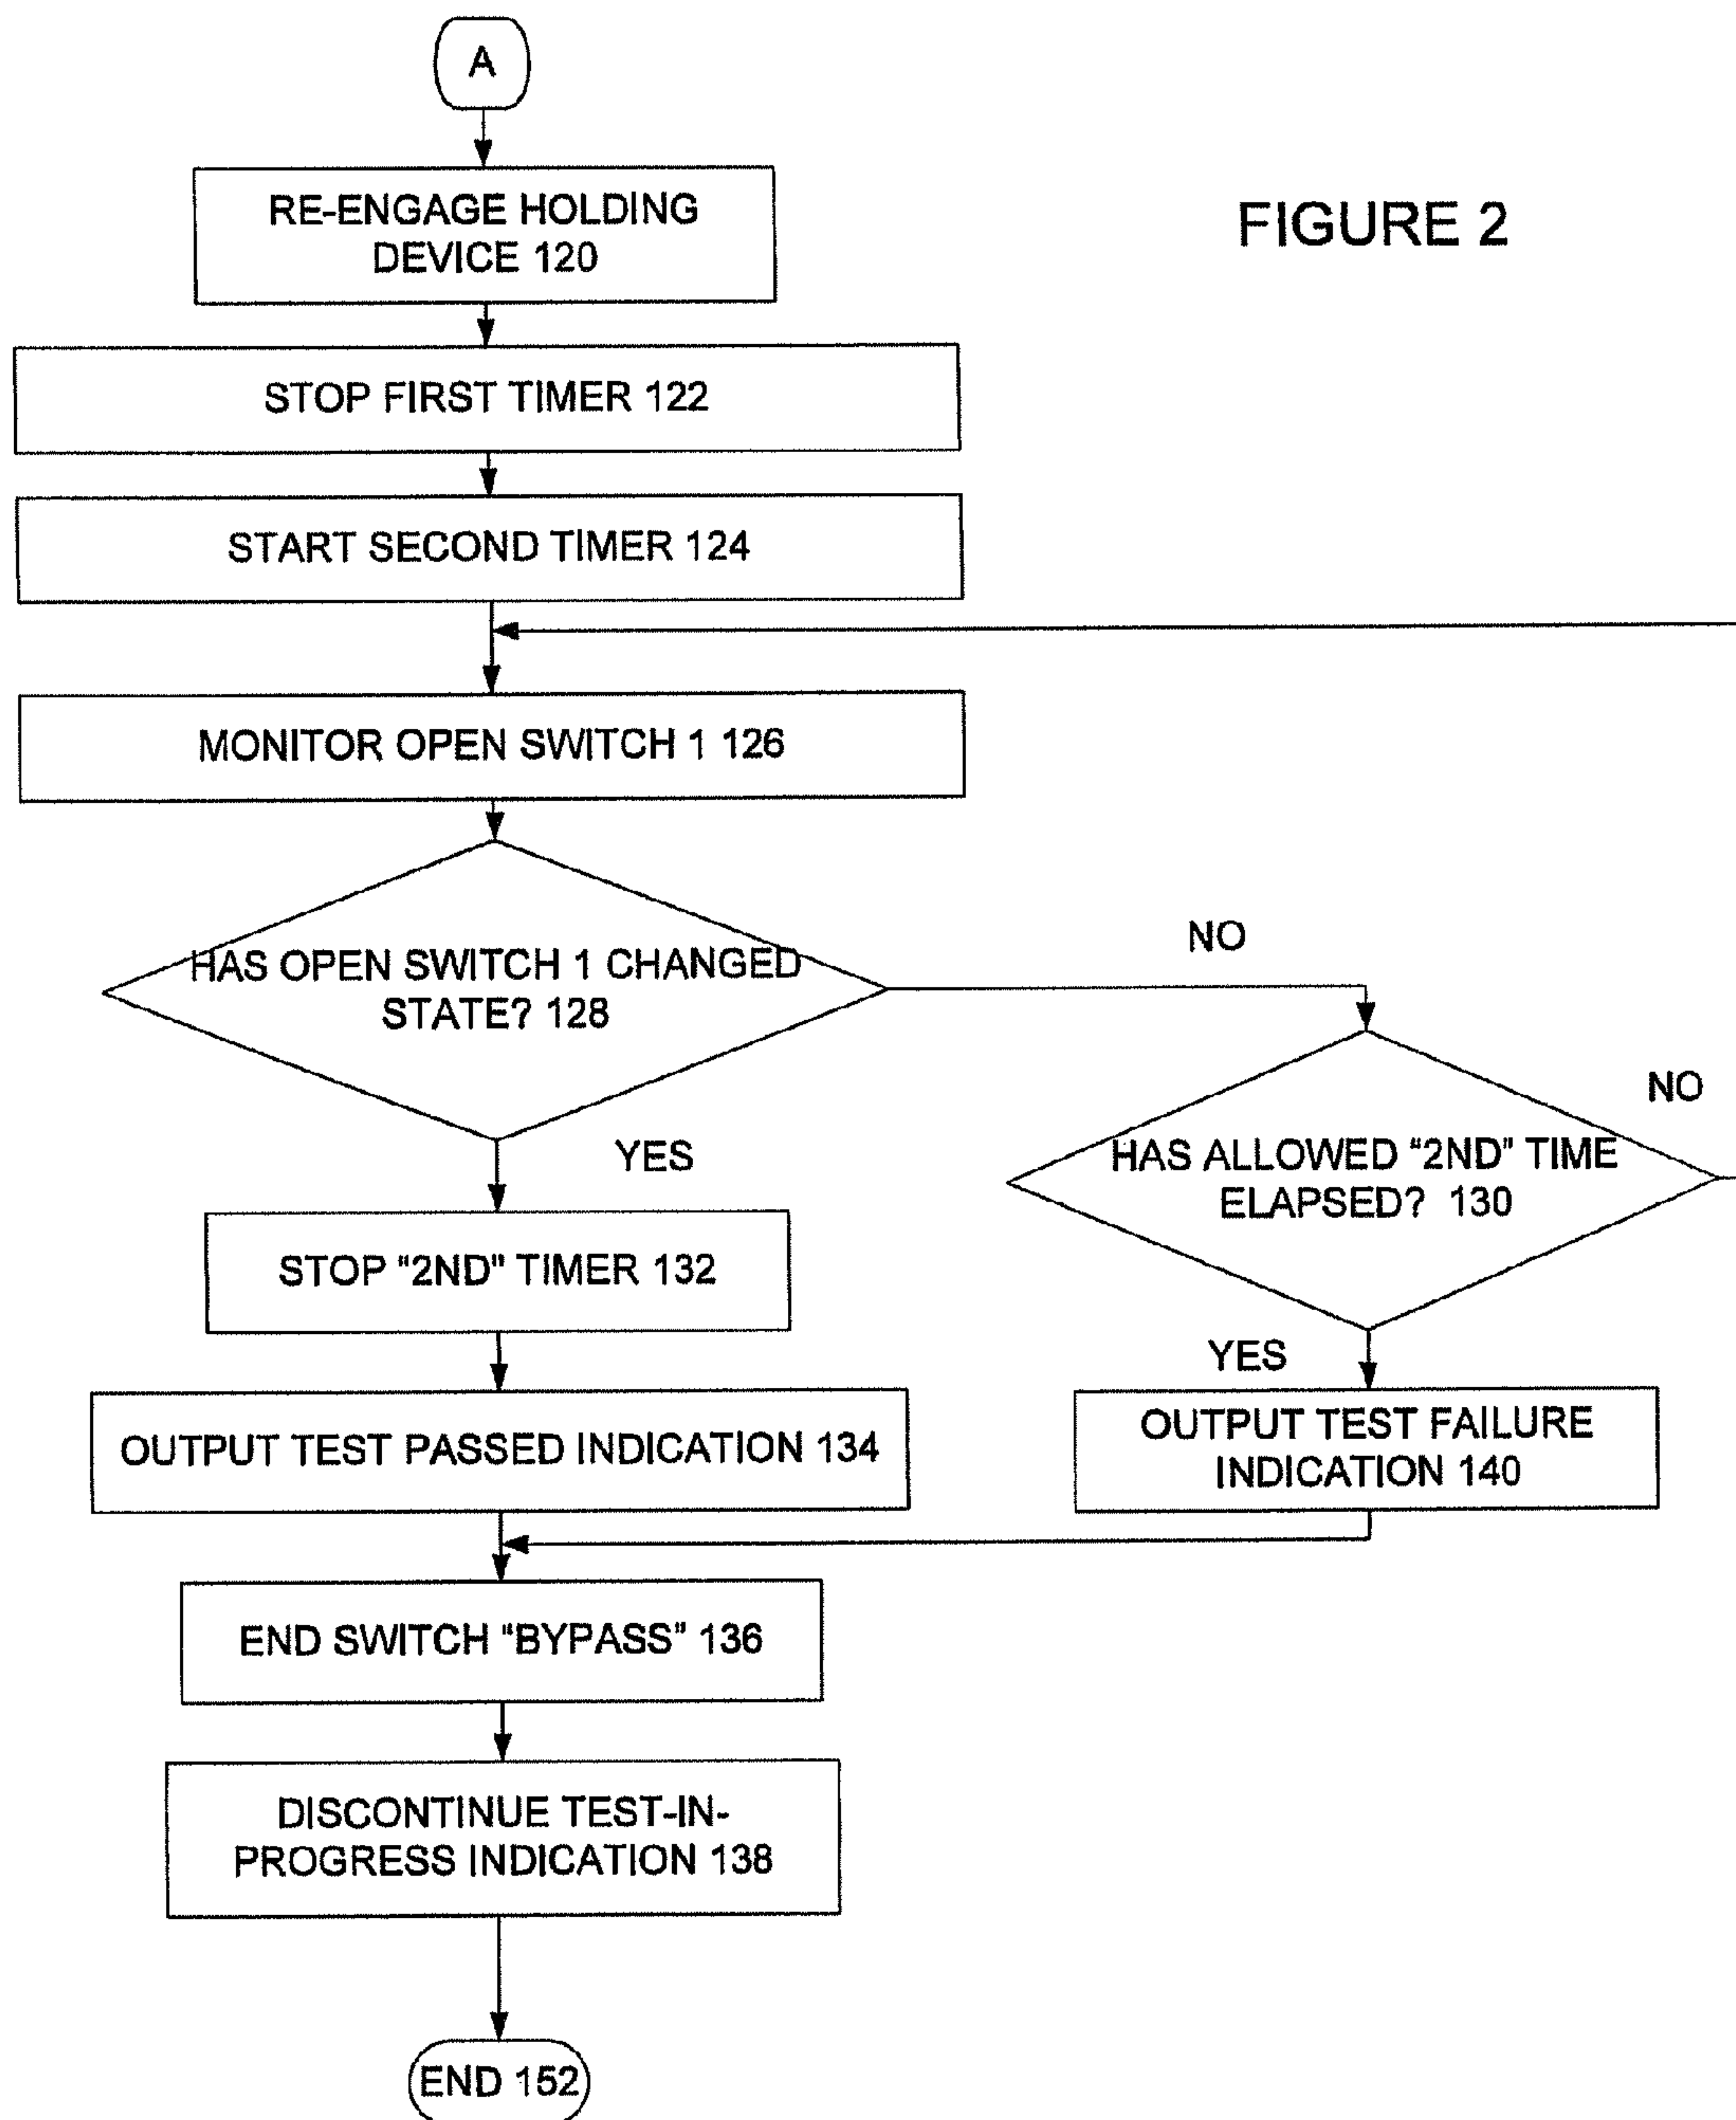 A
RE-ENGAGE HOLDING
DEVICE 120
FIGURE 2
STOP FIRST TIMER 122
START SECOND TIMER 124
MONITOR OPEN SWITCH 1 126
HAS OPEN SWITCH 1 CHANGED
STATE? 128
NO
HAS ALLOWED "2ND" TIME
ELAPSED? 130
NO
YES
STOP "2ND" TIMER 132
YES
OUTPUT TEST PASSED INDICATION 134
OUTPUT TEST FAILURE
INDICATION 140
END SWITCH "BYPASS" 136
DISCONTINUE TEST-IN-
PROGRESS INDICATION 138
END 152